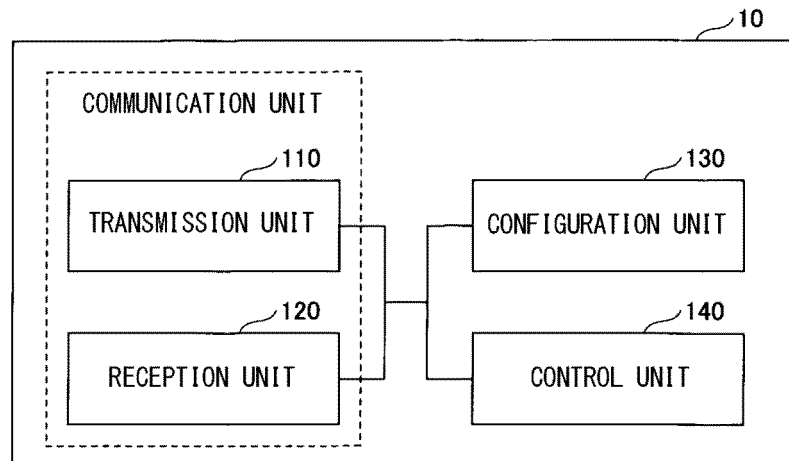 10
COMMUNICATION UNIT
110
TRANSMISSION UNIT
130
CONFIGURATION UNIT
120
RECEPTION UNIT
140
CONTROL UNIT